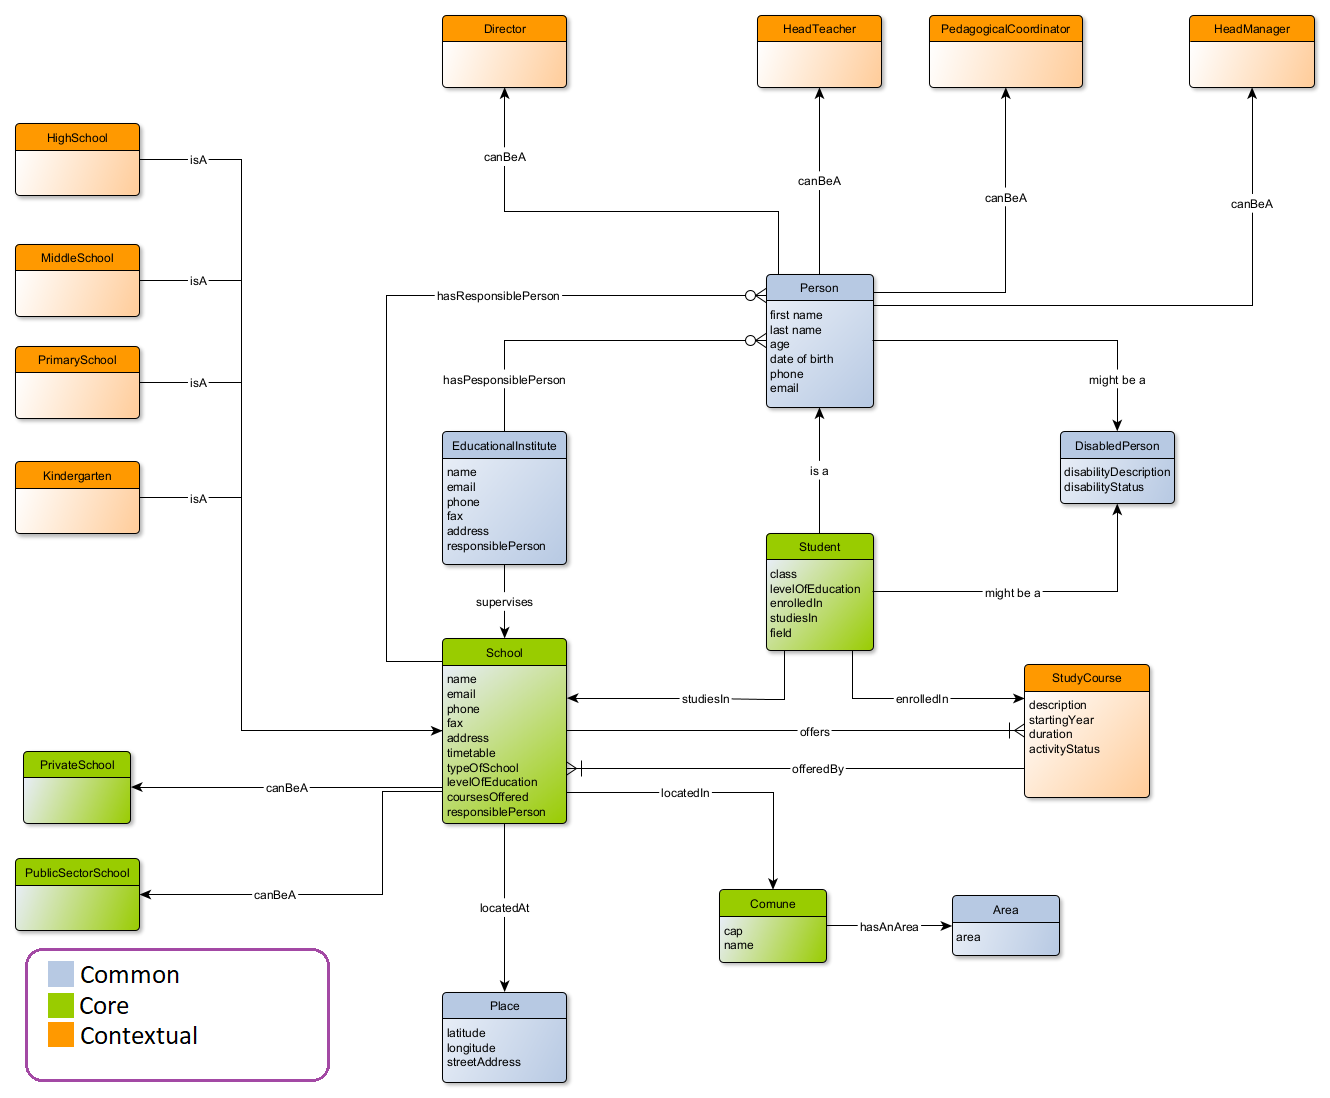 Director
HeadTeacher
PedagogicalCoordinator
HeadManager
HighSchool
isA
canBeA
canBeA
canBeA
canBeA
MiddleSchool
isA
Person
first name
last name
age
date of birth
phone
email
hasResponsiblePerson
PrimarySchool
isA
hasPesponsiblePerson
might be a
Kindergarten
isA
EducationalInstitute
name
email
phone
fax
address
responsiblePerson
is a
DisabledPerson
disabilityDescription
disabilityStatus
Student
class
levelOfEducation
enrolledIn
studiesIn
field
might be a
supervises
School
name
email
phone
fax
address
timetable
typeOfSchool
levelOfEducation
coursesOffered
responsiblePerson
studiesIn
enrolledIn
StudyCourse
description
startingYear
duration
activityStatus
offers
offeredBy
PrivateSchool
canBeA
locatedIn
PublicSectorSchool
canBeA
locatedAt
Comune
cap
name
hasAnArea
Area
area
Common
Core
Contextual
Place
latitude
longitude
streetAddress